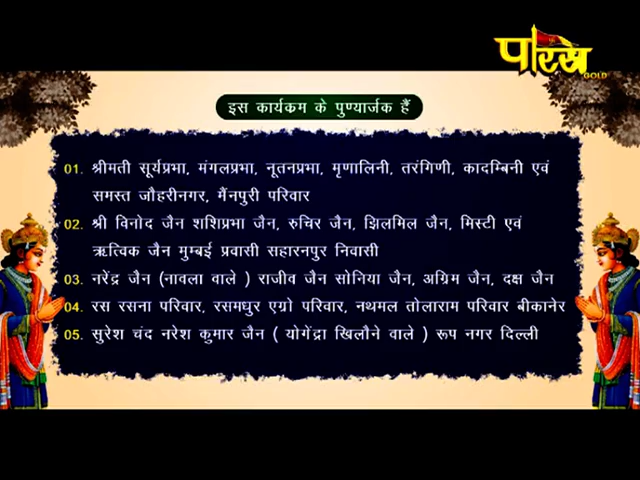 पारस
GOLD
इस कार्यक्रम के पुण्यार्जक हैं
01. श्रीमती सूर्यप्रभा, मंगलप्रभा, नूतनप्रभा, मृणालिनी, तरंगिणी, कादम्बिनी एवं
समस्त जौहरीनगर, मैंनपुरी परिवार
02. श्री विनोद जैन शशिप्रभा जैन, रुचिर जैन, झिलमिल जैन, मिस्टी एवं
ऋत्विक जैन मुम्बई प्रवासी सहारनपुर निवासी
03. नरेंद्र जैन (नावला वाले ) राजीव जैन सोनिया जैन, अग्रिम जैन, दक्ष जैन
04. रस रसना परिवार, रसमधुर एग्रो परिवार, नथमल तोलाराम परिवार बीकानेर
05. सुरेश चंद नरेश कुमार जैन ( योगेंद्रा खिलौने वाले ) रूप नगर दिल्ली